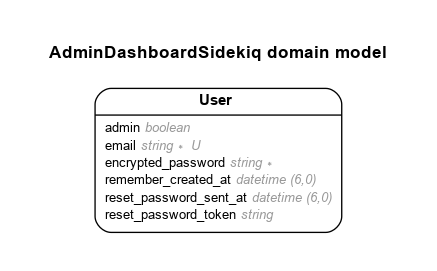 AdminDashboardSidekiq domain model
User
admin boolean
email string * U
encrypted_password string *
remember_created_at datetime (6,0)
reset_password_sent_at datetime (6,0)
reset_password_token string